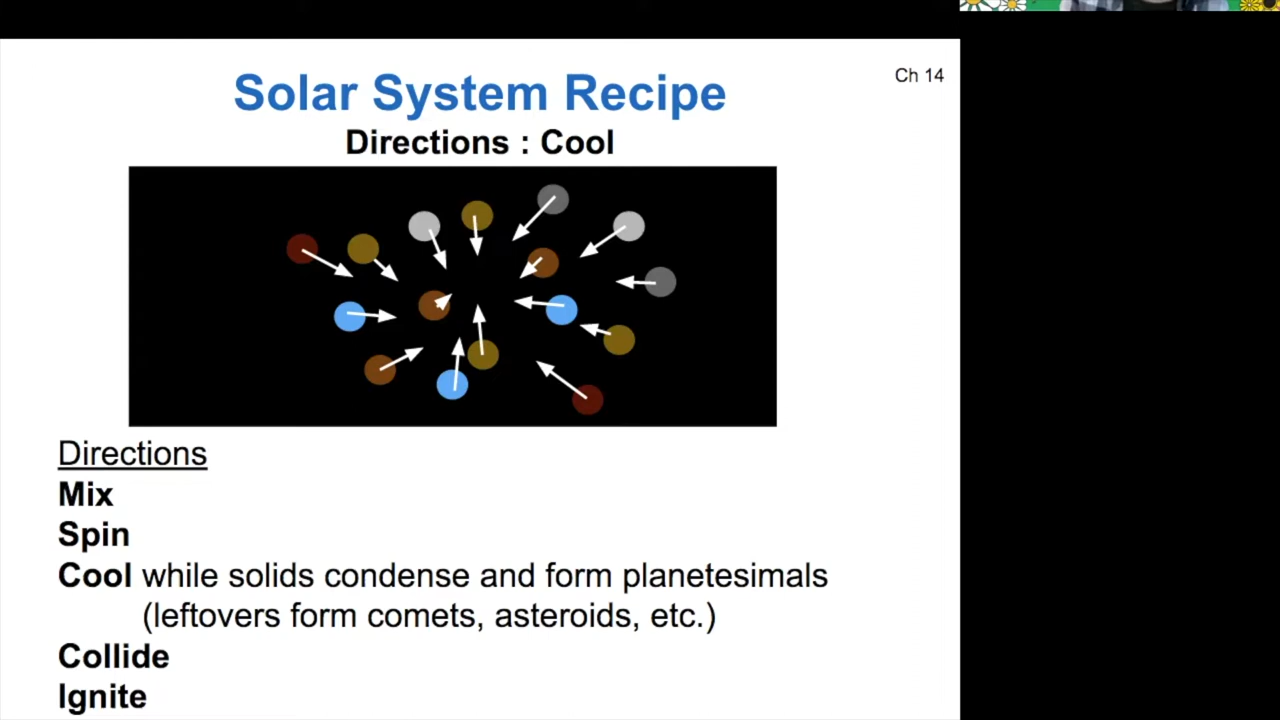 Ch 14
Solar System Recipe
Directions : Cool
Directions
Mix
Spin
Cool while solids condense and form planetesimals
(leftovers form comets, asteroids, etc.)
Collide
Ignite